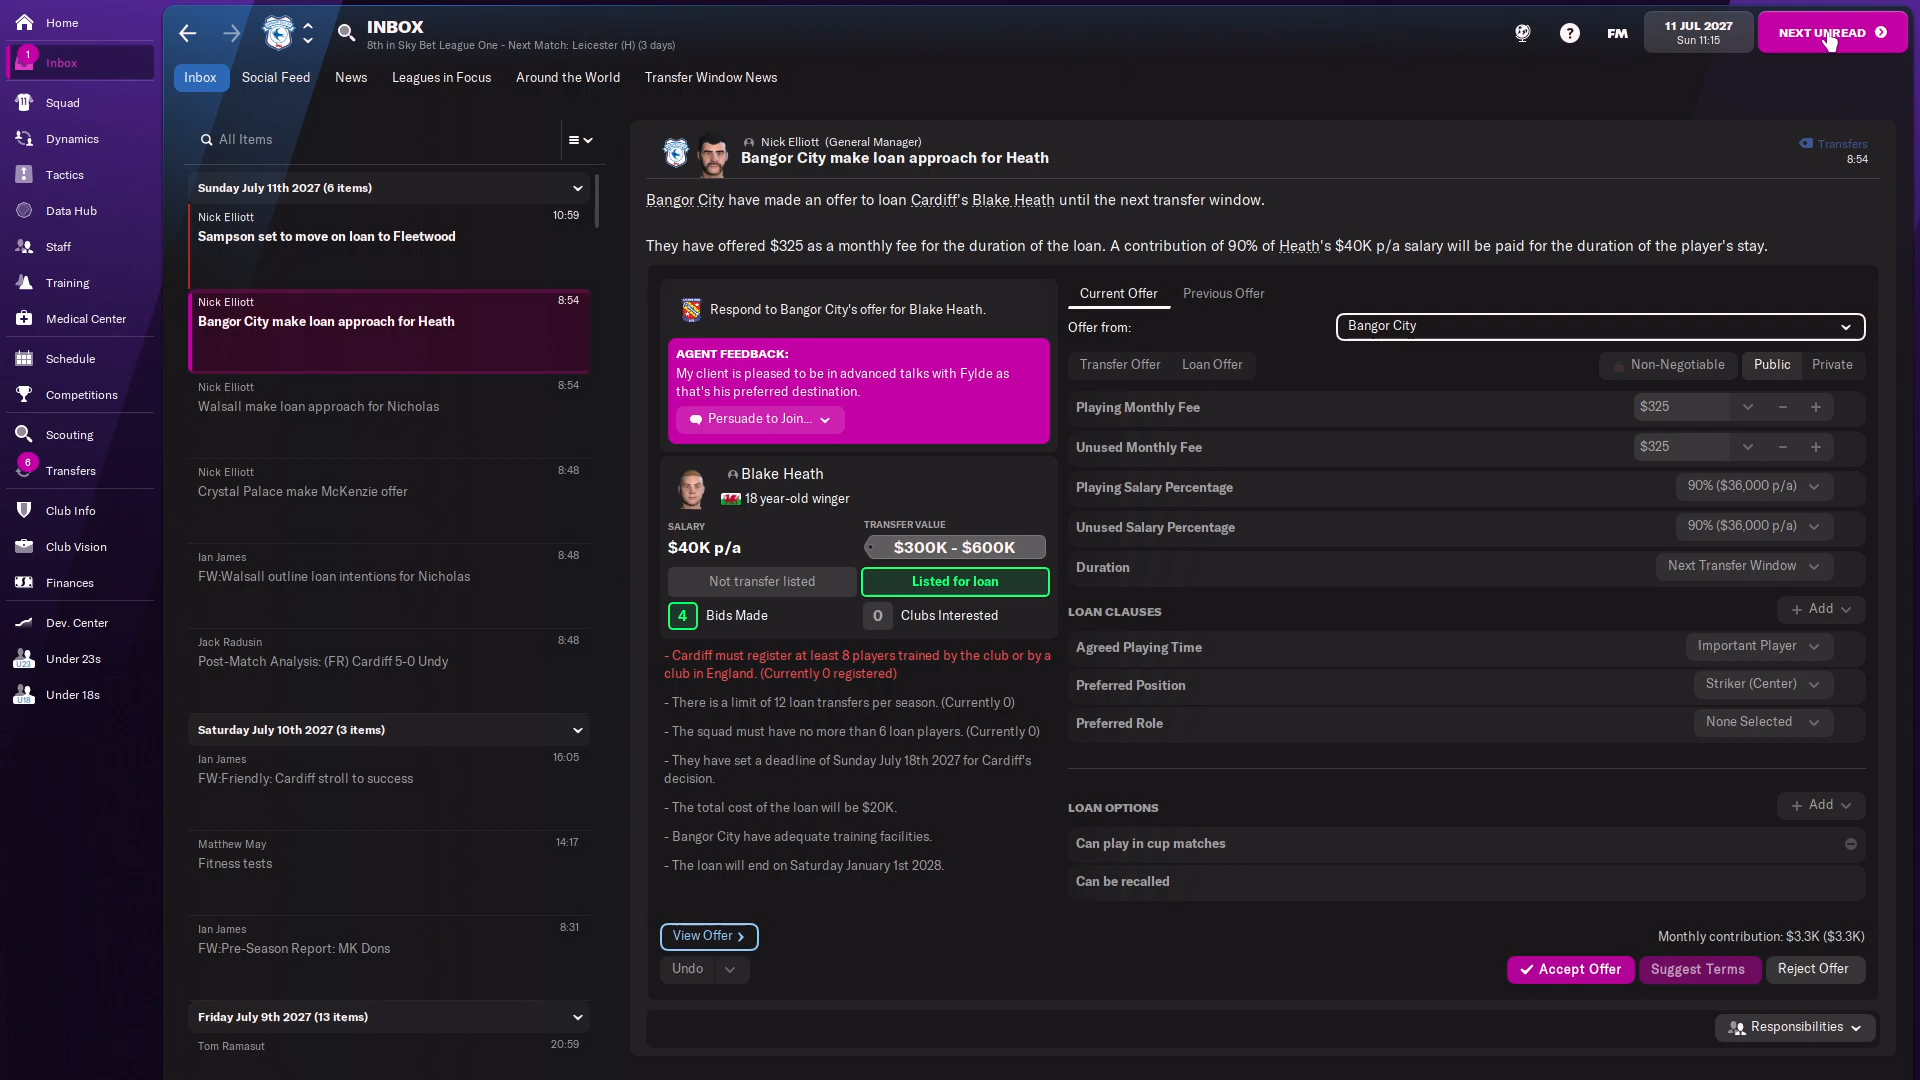 Home
1
Inbox
Squad
Dynamics
Tactics
Data Hub
Staff
Training
Medical Center
Schedule
Competitions
Scouting
6
Transfers
Club Info
Club Vision
Finances
Dev. Center
U23
Under 23s
U18
Under 18s
INBOX
8th in Sky Bet League One - Next Match: Leicester (H) (3 days)
?
FM
11 JUL 2027
Sun 11:15
NEXT UNREAD
Inbox
Social Feed
News
Leagues in Focus
Around the World
Transfer Window News
All Items
Sunday July 11th 2027 (6 items)
Nick Elliott
10:59
Sampson set to move on loan to Fleetwood
Nick Elliott
8:54
Bangor City make loan approach for Heath
Nick Elliott
8:54
Walsall make loan approach for Nicholas
Nick Elliott
8:48
Crystal Palace make McKenzie offer
Ian James
8:48
FW:Walsall outline loan intentions for Nicholas
Jack Radusin
8:48
Post-Match Analysis: (FR) Cardiff 5-0 Undy
Saturday July 10th 2027 (3 items)
Ian James
16:05
FW:Friendly: Cardiff stroll to success
Matthew May
14:17
Fitness tests
Ian James
8:31
FW:Pre-Season Report: MK Dons
Friday July 9th 2027 (13 items)
Tom Ramasut
20:59
Nick Elliott (General Manager)
Bangor City make loan approach for Heath
Transfers
8:54
Bangor City have made an offer to loan Cardiff's Blake Heath until the next transfer window.
They have offered $325 as a monthly fee for the duration of the loan. A contribution of 90% of Heath's $40K p/a salary will be paid for the duration of the player's stay.
Respond to Bangor City's offer for Blake Heath.
AGENT FEEDBACK:
My client is pleased to be in advanced talks with Fylde as
that's his preferred destination.
Persuade to Join...
Blake Heath
18 year-old winger
SALARY
TRANSFER VALUE
$40K p/a
$300K - $600K
Not transfer listed
Listed for loan
4
Bids Made
0
Clubs Interested
- Cardiff must register at least 8 players trained by the club or by a
club in England. (Currently 0 registered)
- There is a limit of 12 loan transfers per season. (Currently 0)
- The squad must have no more than 6 loan players. (Currently 0)
- They have set a deadline of Sunday July 18th 2027 for Cardiff's
decision.
- The total cost of the loan will be $20K.
- Bangor City have adequate training facilities.
- The loan will end on Saturday January 1st 2028.
View Offer
Undo
Current Offer
Previous Offer
Offer from:
Bangor City
Transfer Offer
Loan Offer
Non-Negotiable
Public
Private
Playing Monthly Fee
$325
Unused Monthly Fee
$325
Playing Salary Percentage
90% ($36,000 p/a)
Unused Salary Percentage
90% ($36,000 p/a)
Duration
Next Transfer Window
LOAN CLAUSES
+ Add
Agreed Playing Time
Important Player
Preferred Position
Striker (Center)
Preferred Role
None Selected
LOAN OPTIONS
+ Add
Can play in cup matches
Can be recalled
Monthly contribution: $3.3K ($3.3K)
Accept Offer
Suggest Terms
Reject Offer
Responsibilities